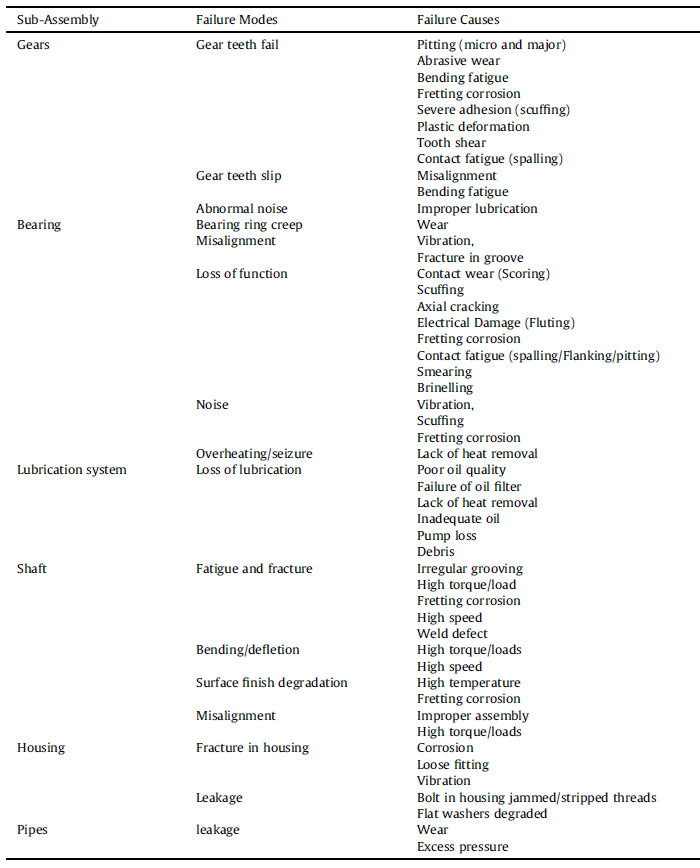 Sub-Assembly Failure Modes Failure Causes
Gears Gear teeth fail Pitting (micro and major)
Abrasive wear
Bending fatigue
Fretting corrosion
Severe adhesion (scuffing)
Plastic deformation
Tooth shear
Contact fatigue (spalling)
Gear teeth slip Misalignment
Bending fatigue
Abnormal noise Improper lubrication
Bearing Bearing ring creep Wear
Misalignment Vibration,
Fracture in groove
Loss of function Contact wear (Scoring)
Scuffing
Axial cracking
Electrical Damage (Fluting)
Fretting corrosion
Contact fatigue (spalling/Flanking/pitting)
Smearing
Brinelling
Noise Vibration,
Scuffing
Fretting corrosion
Overheating/seizure Lack of heat removal
Lubrication system Loss of lubrication Poor oil quality
Failure of oil filter
Lack of heat removal
Inadequate oil
Pump loss
Debris
Shaft Fatigue and fracture Irregular grooving
High torque/load
Fretting corrosion
High speed
Weld defect
Bending/defletion High torque/loads
High speed
Surface finish degradation High temperature
Fretting corrosion
Misalignment Improper assembly
High torque/loads
Housing Fracture in housing Corrosion
Loose fitting
Vibration
Leakage Bolt in housing jammed/stripped threads
Flat washers degraded
Pipes leakage Wear
Excess pressure